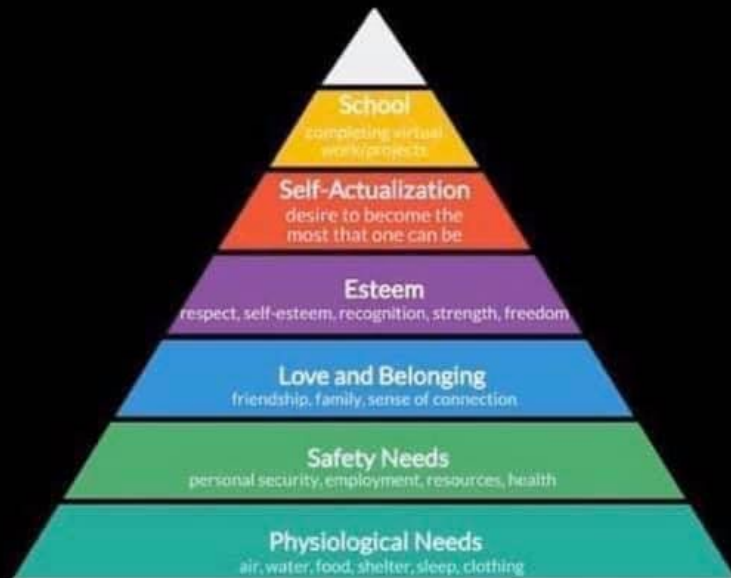 School
completing virtual
work/projects
Self-Actualization
desire to become the
most that one can be
Esteem
respect, self-esteem, recognition, strength, freedom
Love and Belonging
friendship, family, sense of connection
Safety Needs
personal security, employment, resources, health
Physiological Needs
air, water, food, shelter, sleep, clothing